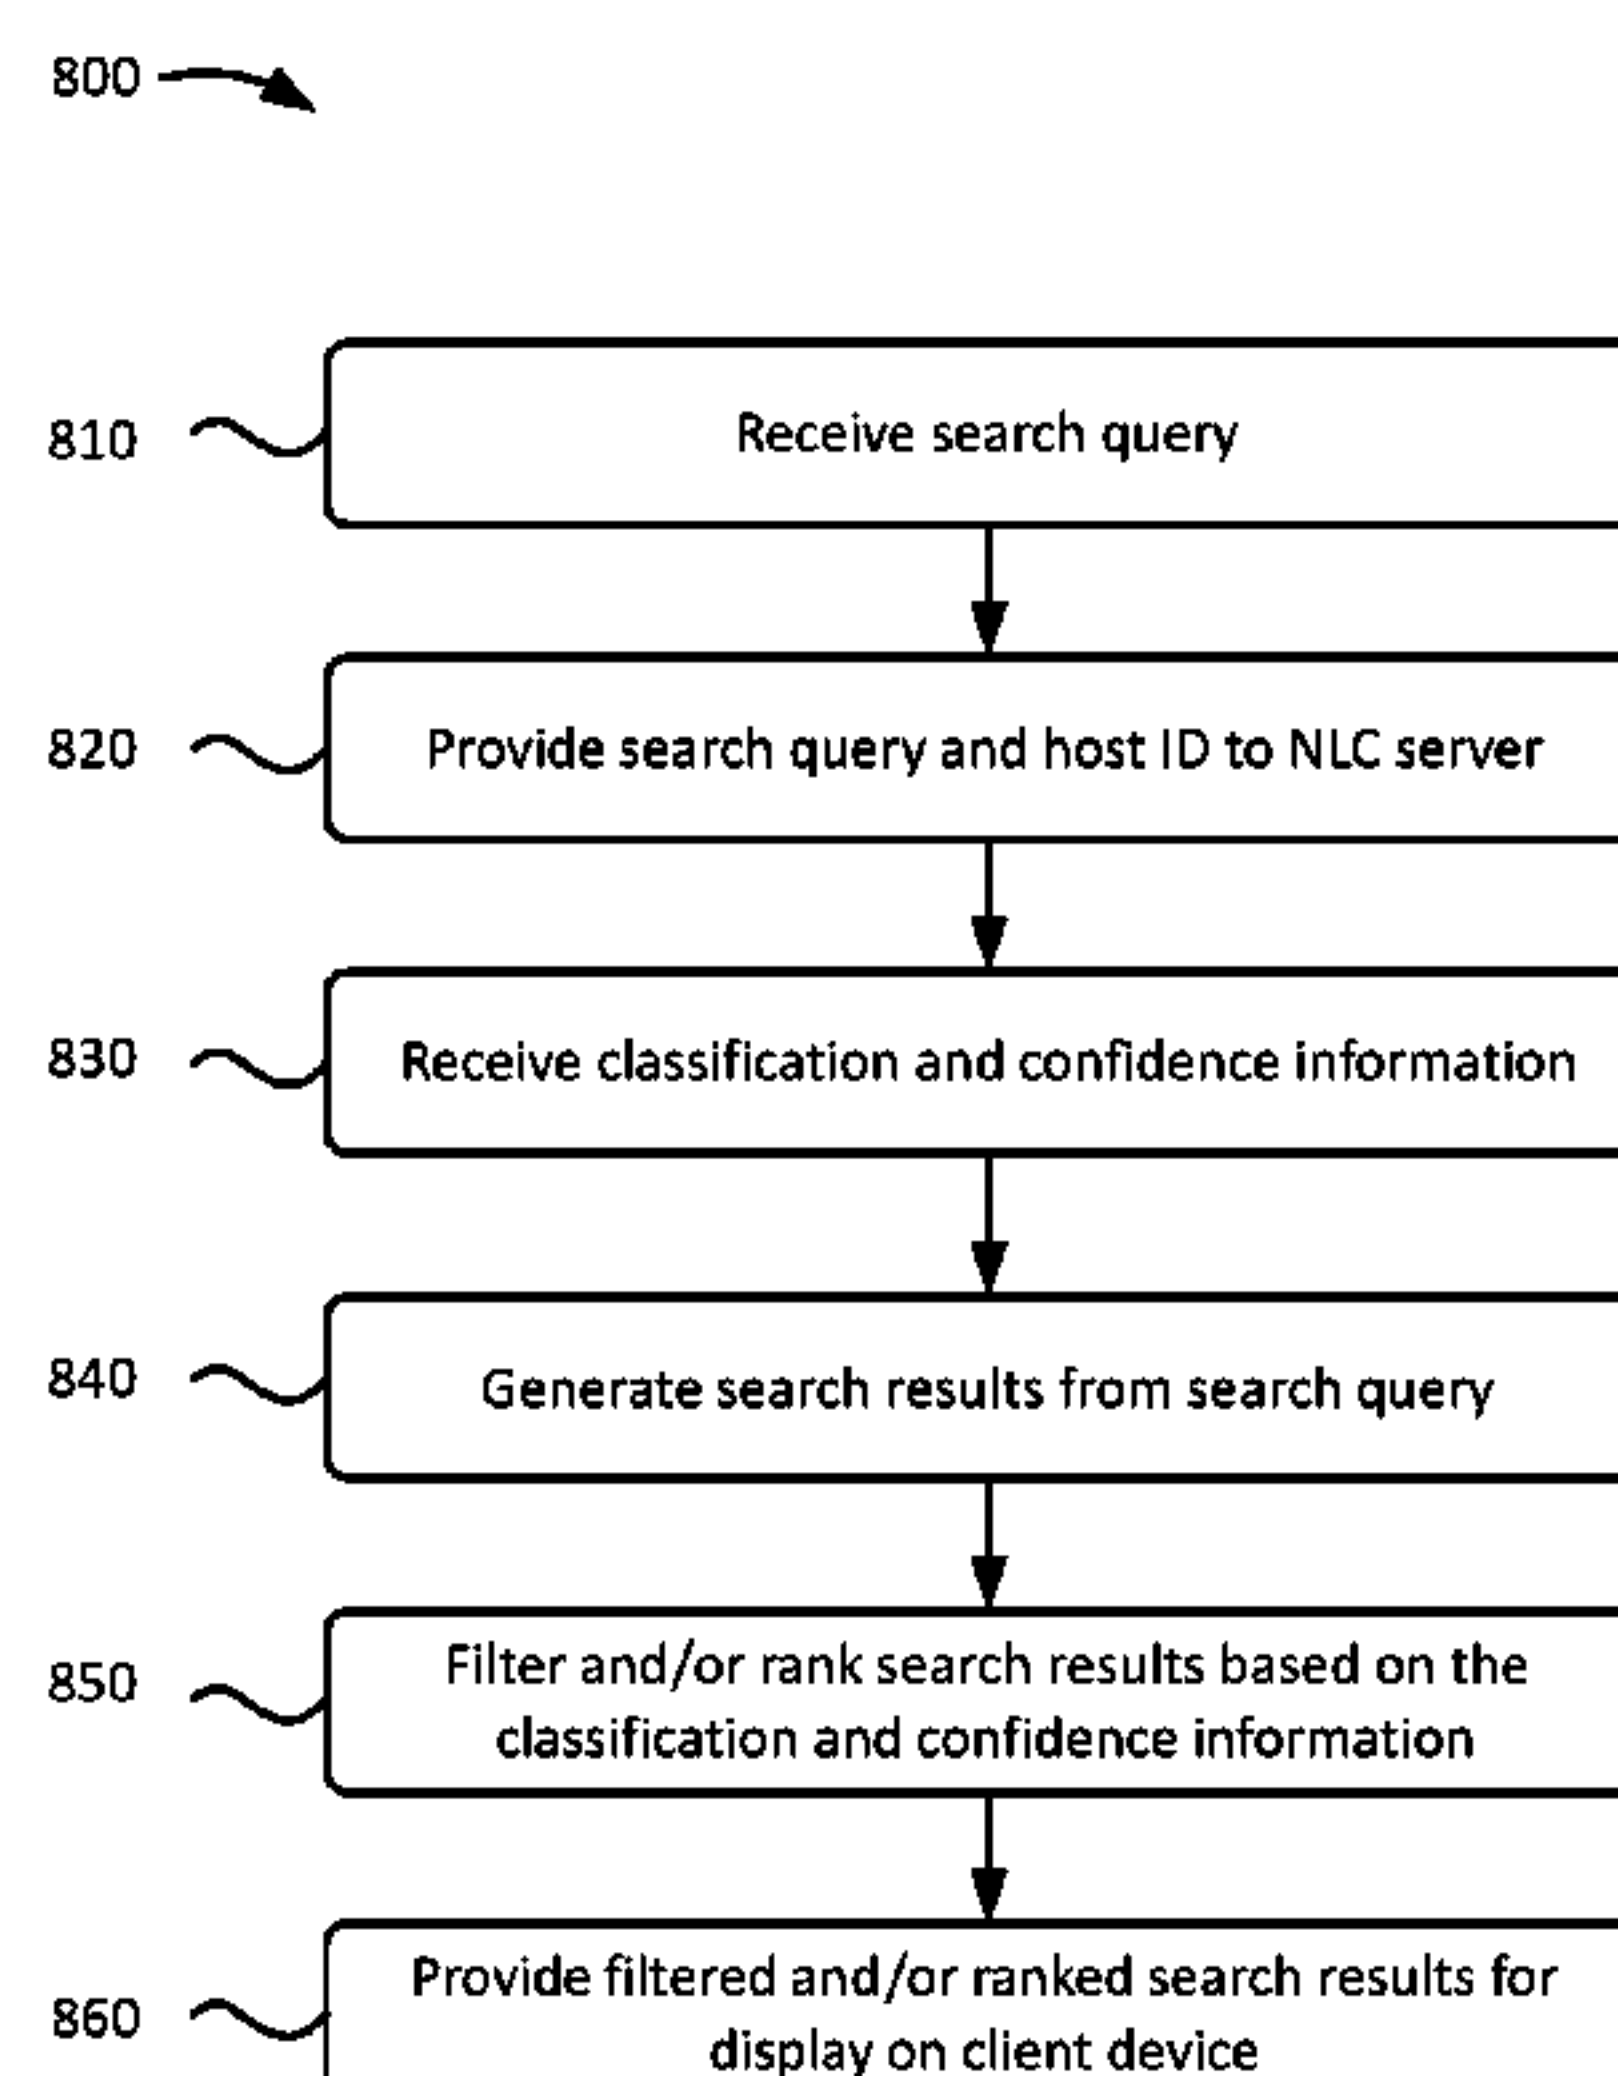 800
810
Receive search query
820
Provide search query and host ID to NLC server
830
Receive classification and confidence information
840
Generate search results from search query
850
Filter and/or rank search results based on the
classification and confidence information
860
Provide filtered and/or ranked search results for
display on client device